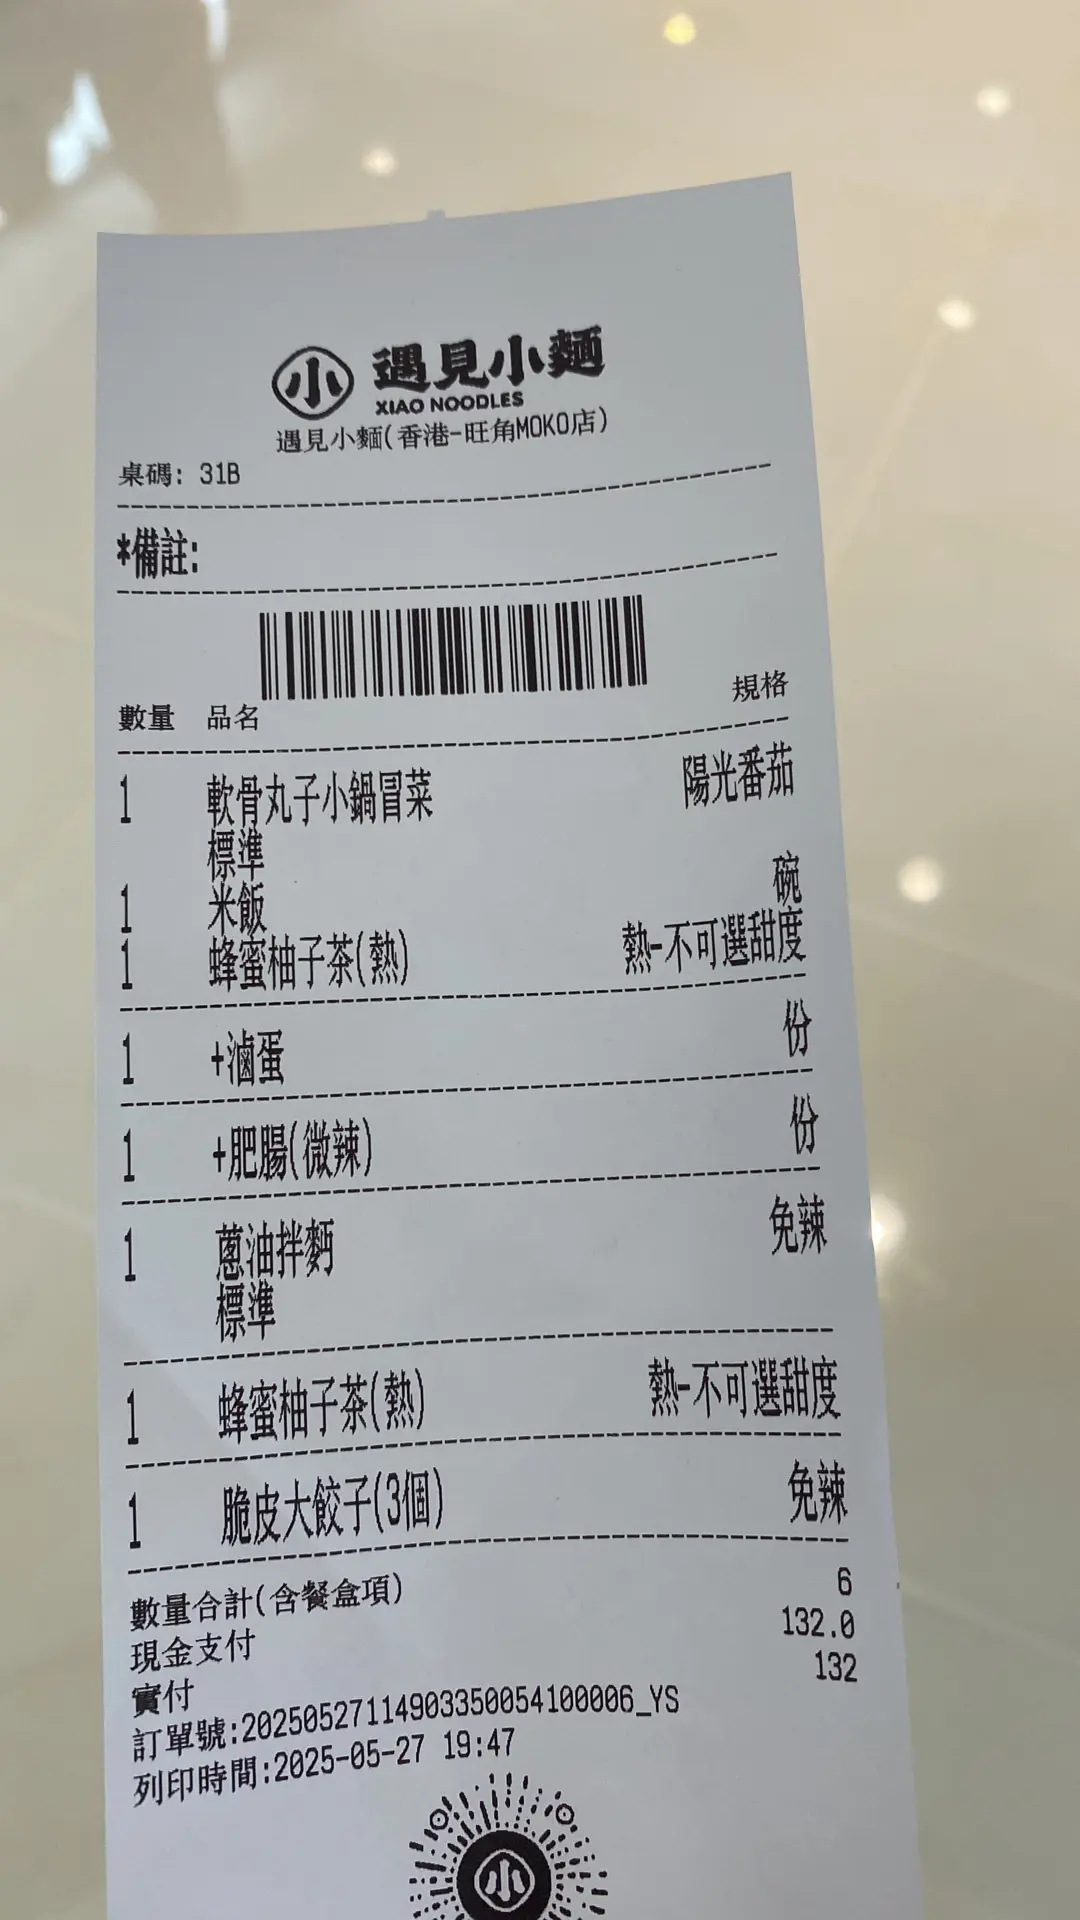 小 遇見小麵
XIAO NOODLES
遇見小麵(香港-旺角MOKO店)
桌碼: 31B
*備註:
數量 品名 規格
1 軟骨丸子小鍋冒菜 陽光番茄
標準
1 米飯 碗
1 蜂蜜柚子茶(熱) 熱-不可選甜度
1 +滷蛋 份
1 +肥腸(微辣) 份
1 蔥油拌麪 免辣
標準
1 蜂蜜柚子茶(熱) 熱-不可選甜度
1 脆皮大餃子(3個) 免辣
數量合計(含餐盒項) 6
現金支付 132.0
實付 132
訂單號:20250527114903350054100006_YS
列印時間:2025-05-27 19:47
小